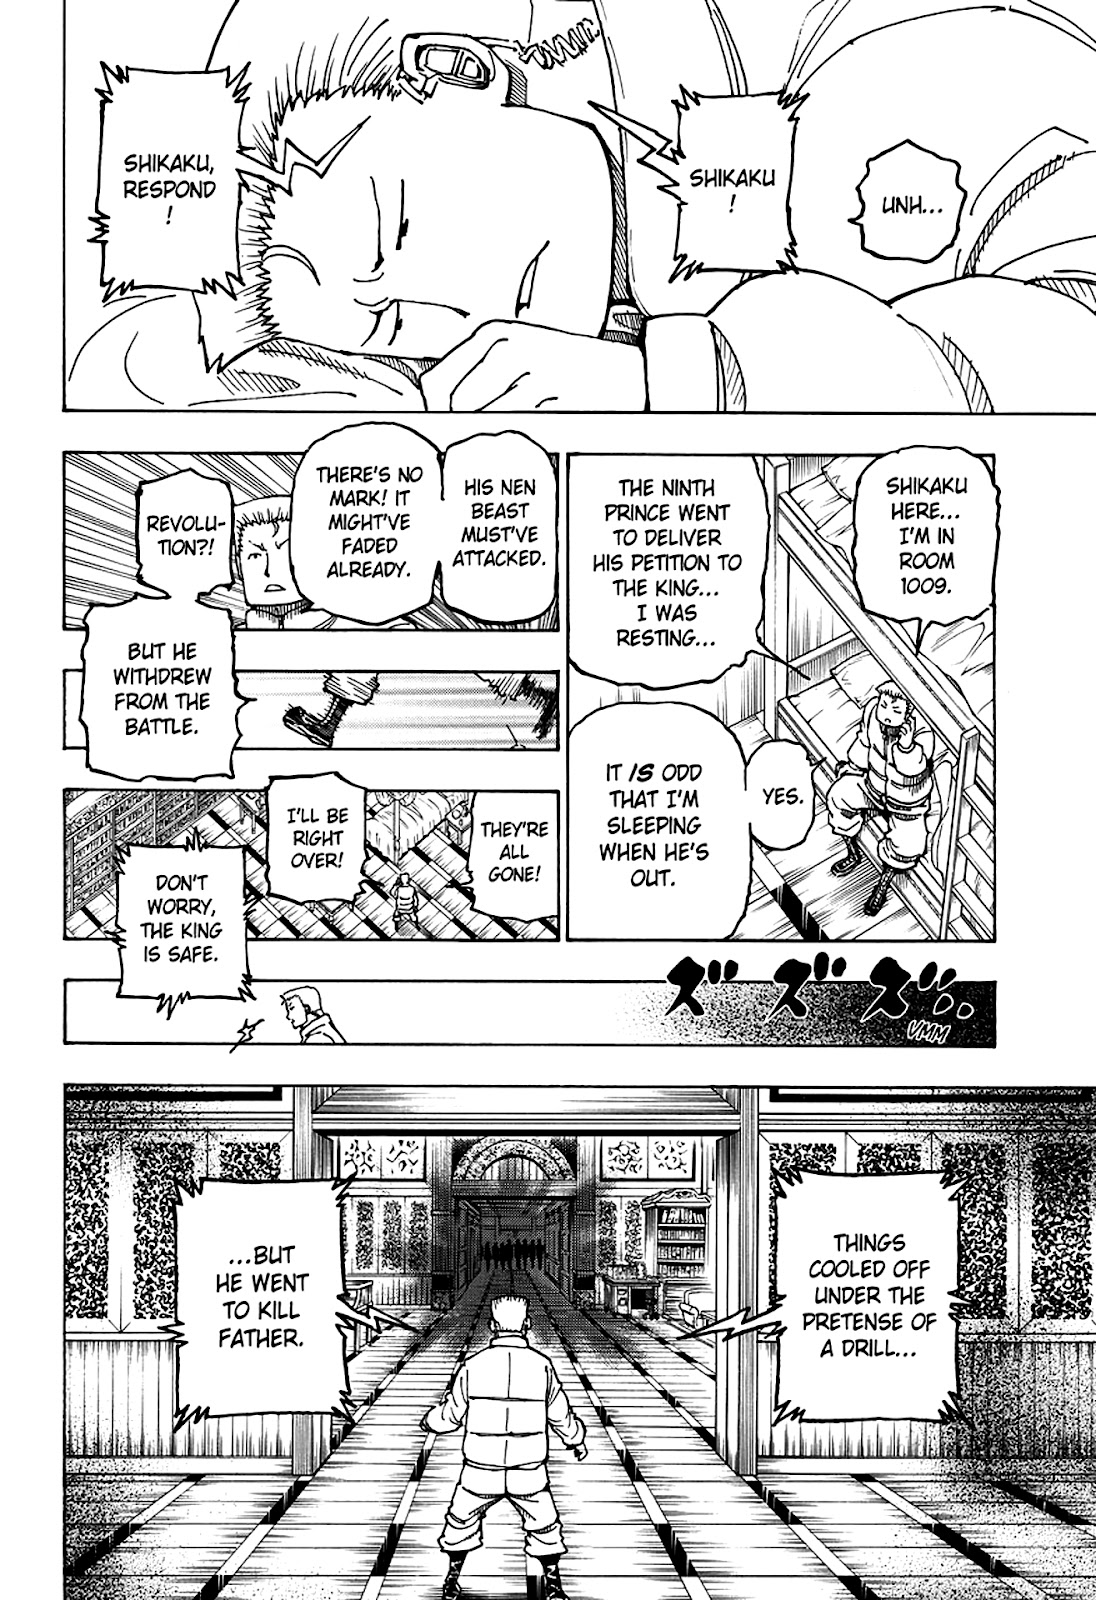 UNH...
SHIKAKU
!
SHIKAKU,
RESPOND
!
SHIKAKU
HERE...
I'M IN
ROOM
1009.
THE NINTH
PRINCE WENT
TO DELIVER
HIS PETITION TO
THE KING...
I WAS
RESTING...
YES.
IT IS ODD
THAT I'M
SLEEPING
WHEN HE'S
OUT.
HIS NEN
BEAST
MUST'VE
ATTACKED.
THERE'S NO
MARK! IT
MIGHT'VE
FADED
ALREADY.
REVOLU-
TION?!
BUT HE
WITHDREW
FROM THE
BATTLE.
THEY'RE
ALL
GONE!
I'LL BE
RIGHT
OVER!
DON'T
WORRY,
THE KING
IS SAFE.
ズズズ...
VMM
THINGS
COOLED OFF
UNDER THE
PRETENSE OF
A DRILL...
...BUT
HE WENT
TO KILL
FATHER.